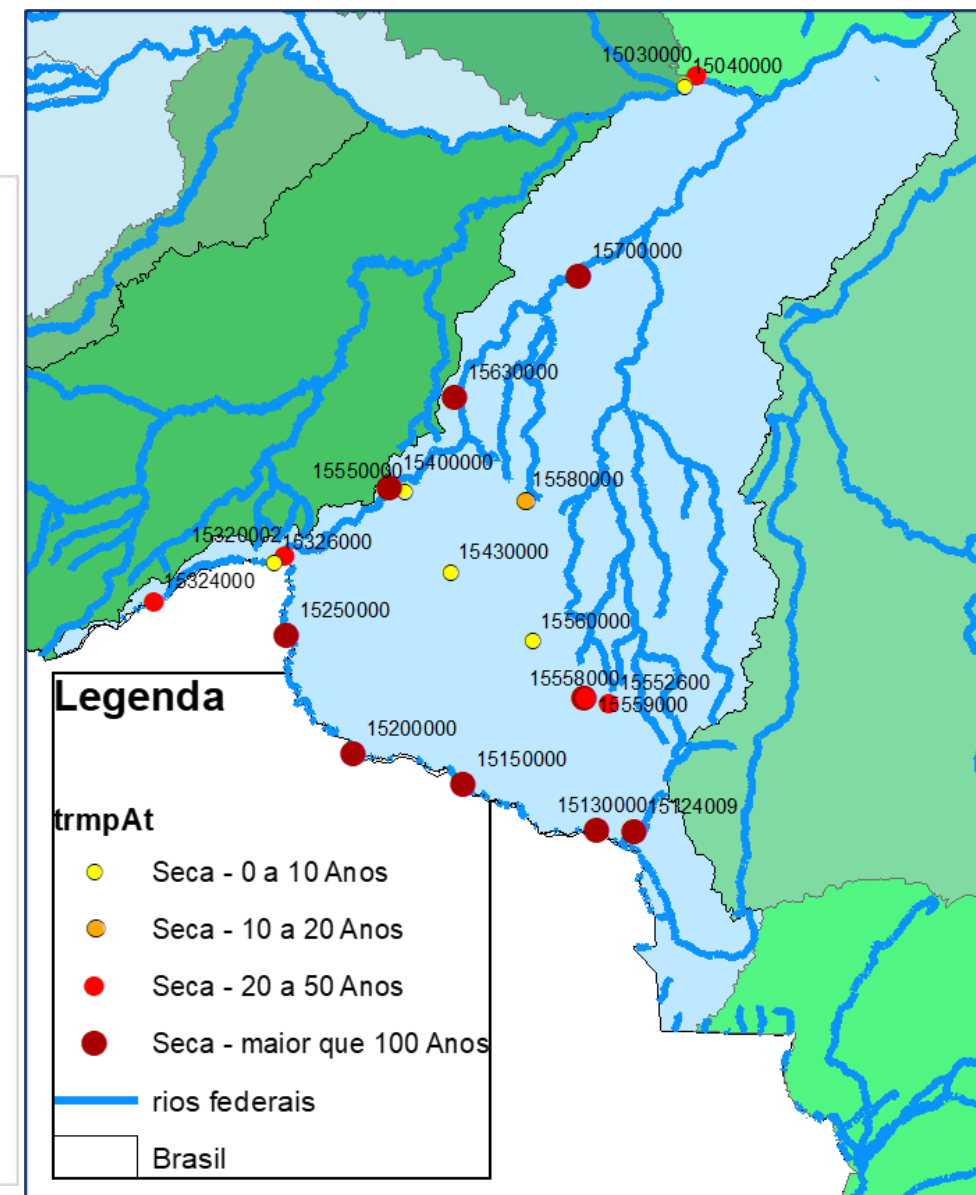 15030000
15040000
15700000
15630000
15550000
15400000
15580000
15320002
15326000
15430000
15324000
15250000
15560000
15558000
15552600
15559000
15200000
15150000
15130000
15124009
Legenda
trmpAt
Seca - 0 a 10 Anos
Seca - 10 a 20 Anos
Seca - 20 a 50 Anos
Seca - maior que 100 Anos
rios federais
Brasil